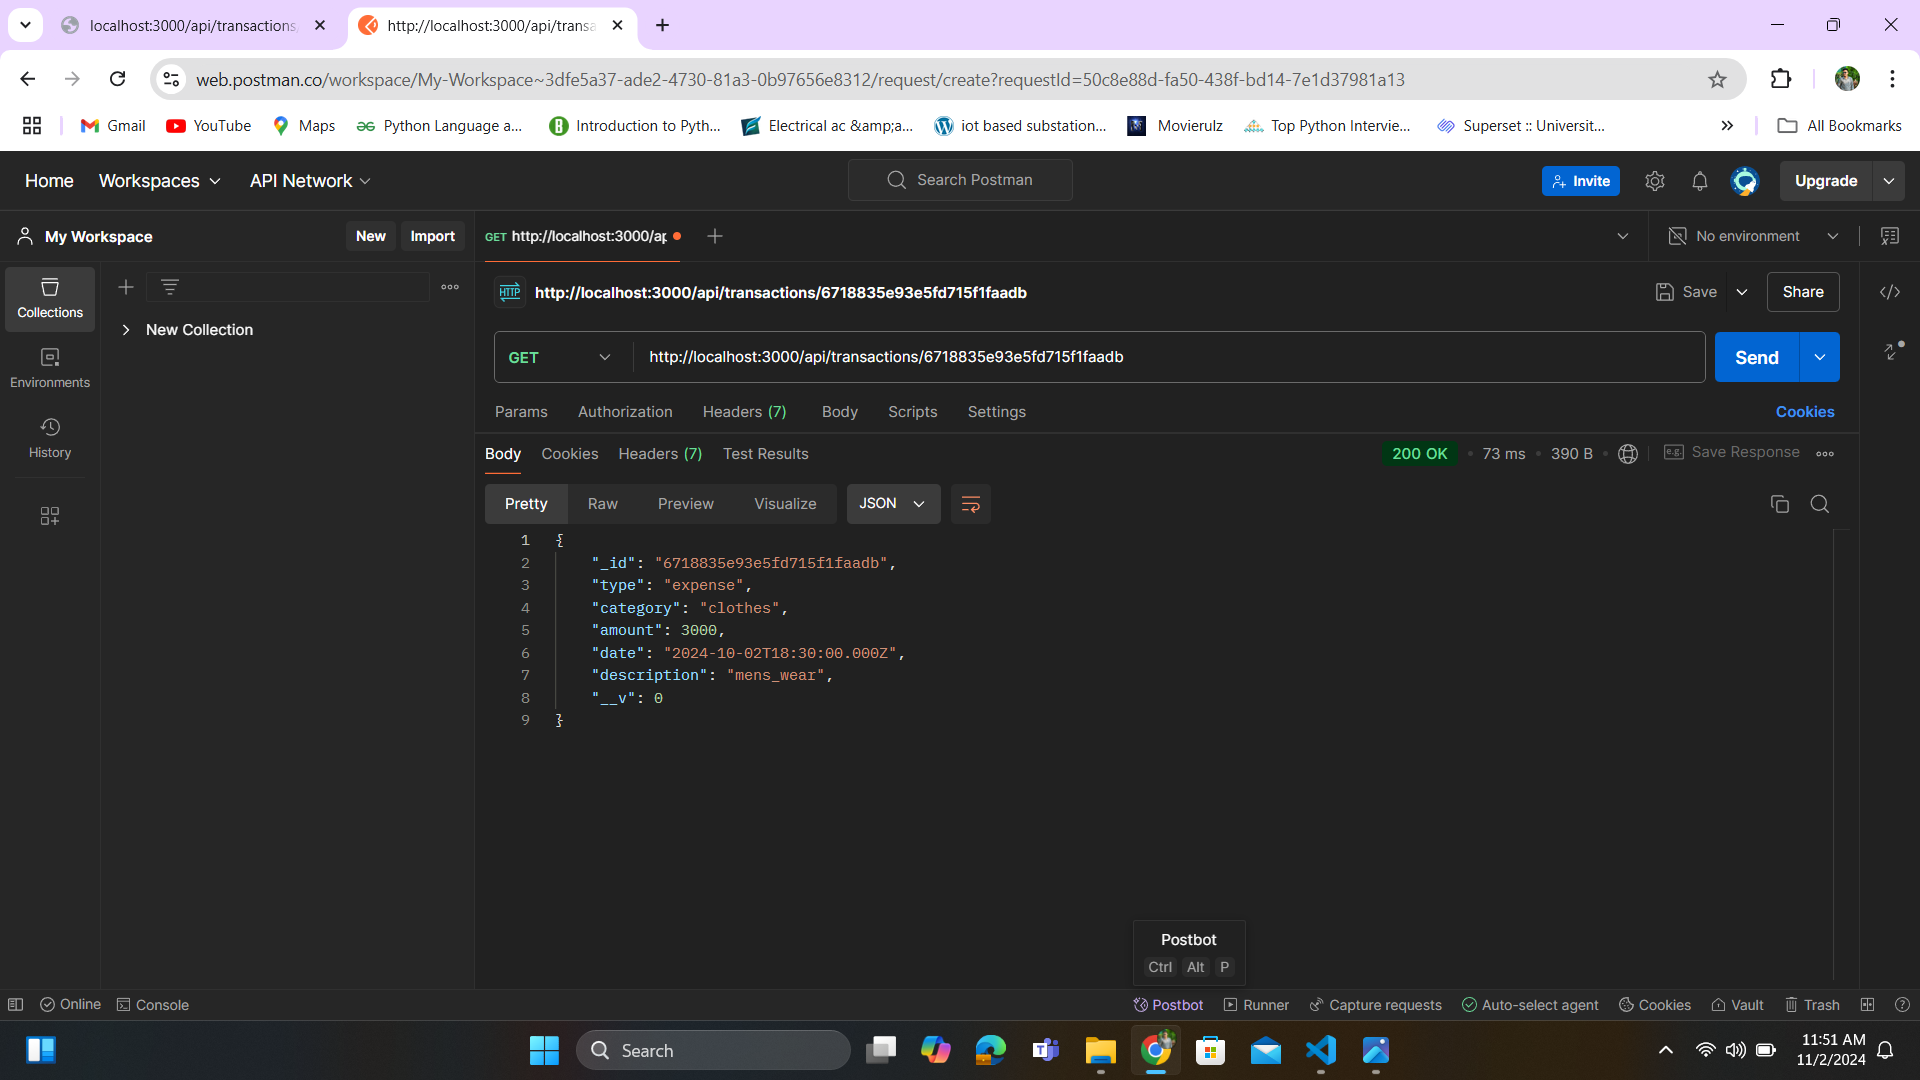 localhost:3000/api/transactions,
http://localhost:3000/api/transa
web.postman.co/workspace/My-Workspace~3dfe5a37-ade2-4730-81a3-0b97656e8312/request/create?requestId=50c8e88d-fa50-438f-bd14-7e1d37981a13
Gmail YouTube Maps Python Language a... Introduction to Pyth... Electrical ac &amp;a... iot based substation... Movierulz Top Python Intervie... Superset :: Universit... All Bookmarks
Home Workspaces API Network Search Postman Invite Upgrade
My Workspace New Import GET http://localhost:3000/ap No environment
Collections
New Collection
Environments
History
HTTP http://localhost:3000/api/transactions/6718835e93e5fd715f1faadb Save Share
GET http://localhost:3000/api/transactions/6718835e93e5fd715f1faadb Send
Params Authorization Headers (7) Body Scripts Settings Cookies
Body Cookies Headers (7) Test Results 200 OK 73 ms 390 B e.g. Save Response
Pretty Raw Preview Visualize JSON
1 {
2 "_id": "6718835e93e5fd715f1faadb",
3 "type": "expense",
4 "category": "clothes",
5 "amount": 3000,
6 "date": "2024-10-02T18:30:00.000Z",
7 "description": "mens_wear",
8 "__v": 0
9 }
Postbot
Ctrl Alt P
Online Console Postbot Runner Capture requests Auto-select agent Cookies Vault Trash
Search
11:51 AM
11/2/2024